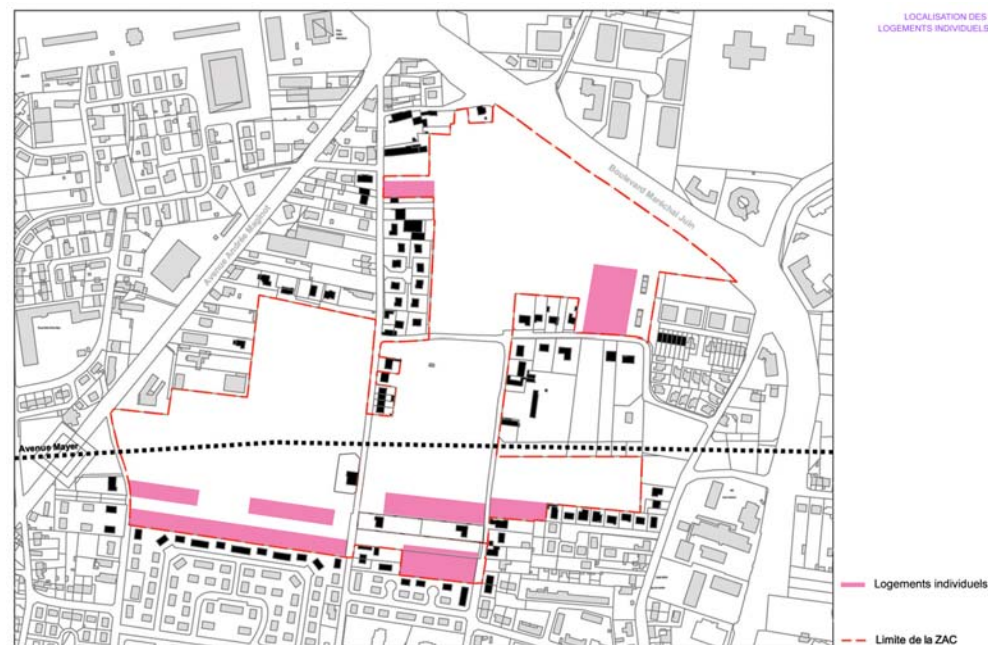 LOCALISATION DES
LOGEMENTS INDIVIDUELS
Boulevard Maréchal Juin
Avenue André Maginot
Avenue Mayer
Logements individuels
Limite de la ZAC